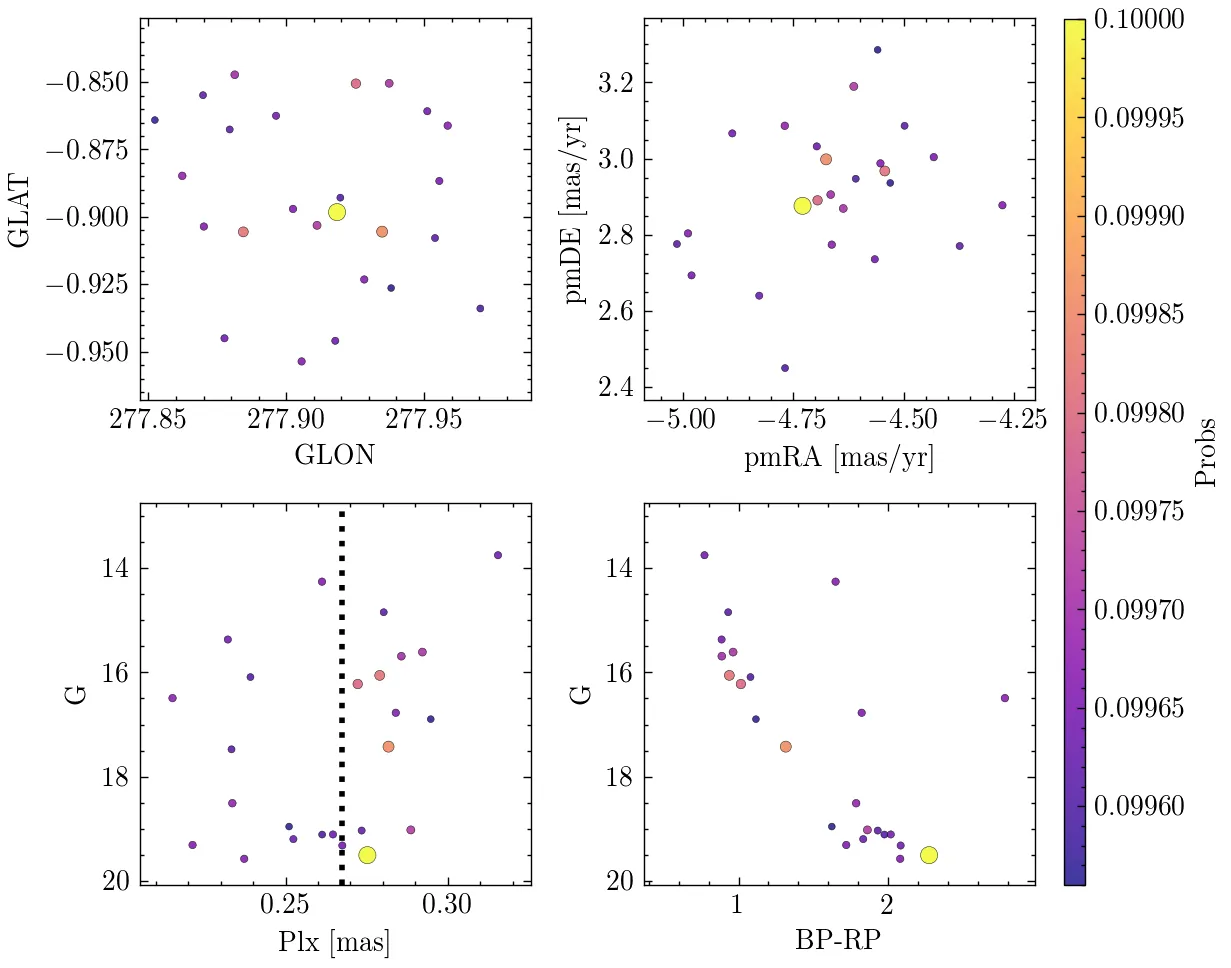 −0.850
−0.875
−0.900
−0.925
−0.950
GLAT
277.85 277.90 277.95
GLON
3.2
3.0
2.8
2.6
2.4
pmDE [mas/yr]
−5.00 −4.75 −4.50 −4.25
pmRA [mas/yr]
14
16
18
20
G
0.25 0.30
Plx [mas]
14
16
18
20
G
1 2
BP-RP
0.10000
0.09995
0.09990
0.09985
0.09980
0.09975
0.09970
0.09965
0.09960
Probs